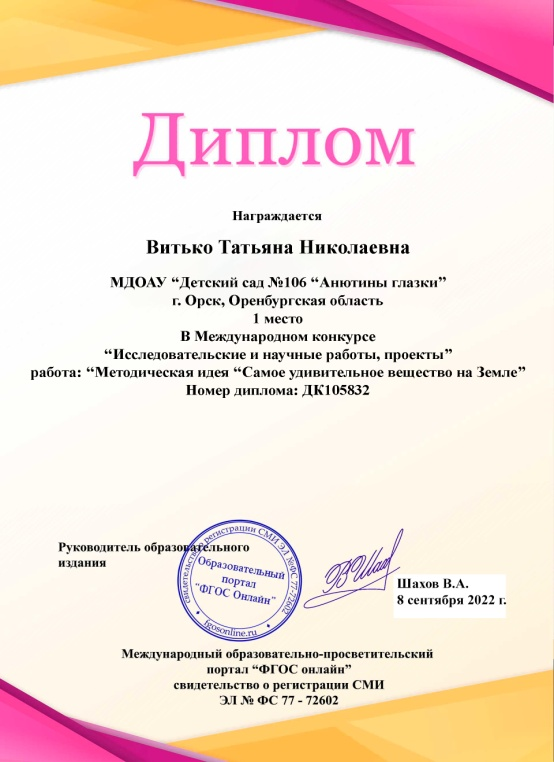 Диплом
Награждается
Витько Татьяна Николаевна
МДОАУ “Детский сад №106 “Анютины глазки”
г. Орск, Оренбургская область
1 место
В Международном конкурсе
“Исследовательские и научные работы, проекты”
работа: “Методическая идея “Самое удивительное вещество на Земле”
Номер диплома: ДК105832
Руководитель образовательного
издания
свидетельство о регистрации СМИ ЭЛ №ФС 77-72602
Образовательный
портал
"ФГОС Онлайн"
fgosonline.ru
Шахов В.А.
8 сентября 2022 г.
Международный образовательно-просветительский
портал “ФГОС онлайн”
свидетельство о регистрации СМИ
ЭЛ № ФС 77 - 72602